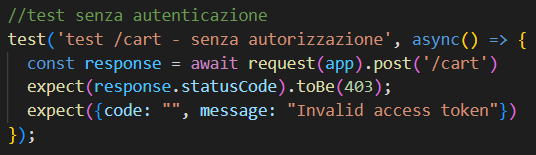 //test senza autenticazione
test('test /cart - senza autorizzazione', async() => {
  const response = await request(app).post('/cart')
  expect(response.statusCode).toBe(403);
  expect({code: "", message: "Invalid access token"})
});